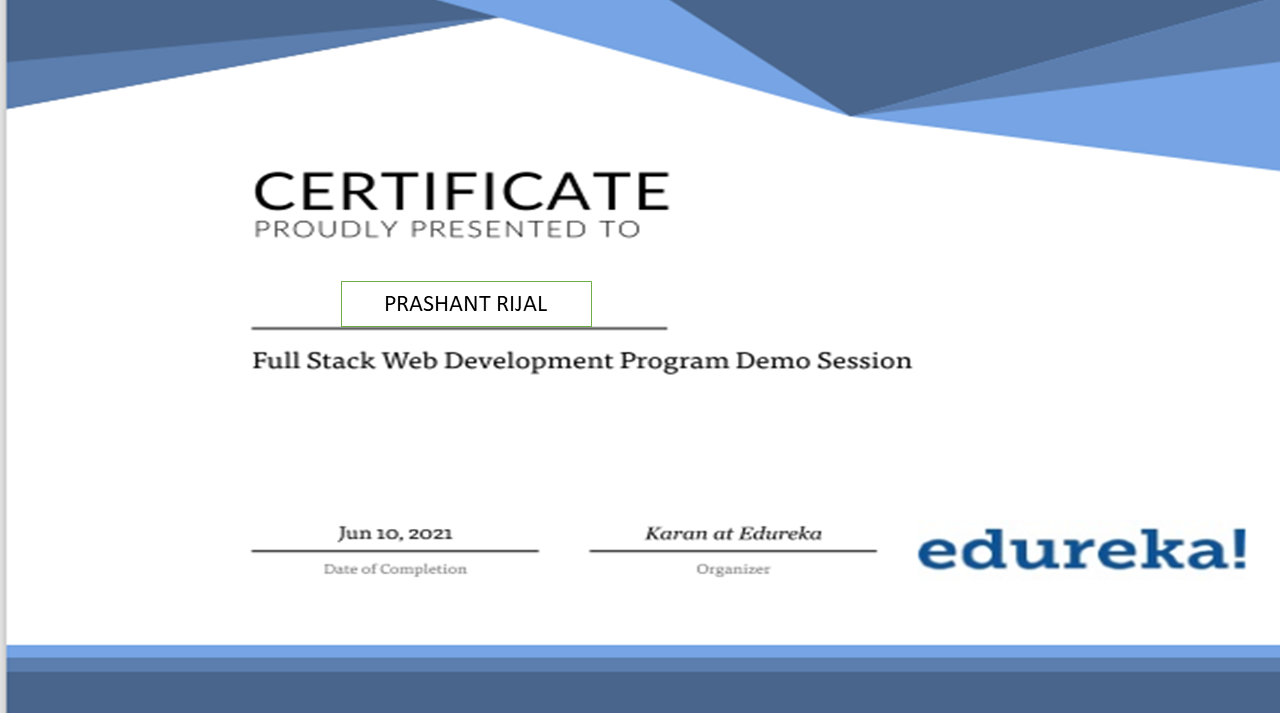 CERTIFICATE
PROUDLY PRESENTED TO
PRASHANT RIJAL
Full Stack Web Development Program Demo Session
Jun 10, 2021
Date of Completion
Karan at Edureka
Organizer
edureka!